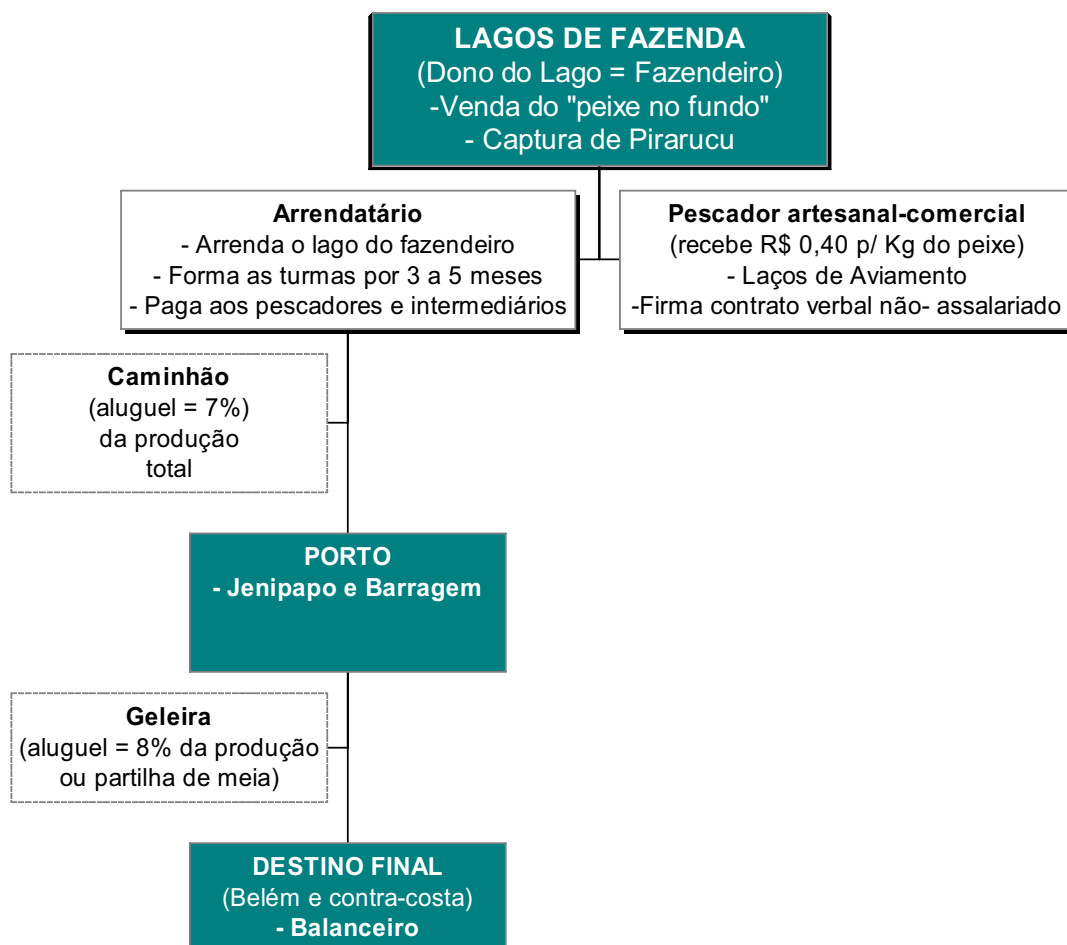 LAGOS DE FAZENDA
(Dono do Lago = Fazendeiro)
-Venda do "peixe no fundo"
- Captura de Pirarucu
Arrendatário
- Arrenda o lago do fazendeiro
- Forma as turmas por 3 a 5 meses
- Paga aos pescadores e intermediários
Pescador artesanal-comercial
(recebe R$ 0,40 p/ Kg do peixe)
- Laços de Aviamento
-Firma contrato verbal não- assalariado
Caminhão
(aluguel = 7%)
da produção
total
PORTO
- Jenipapo e Barragem
Geleira
(aluguel = 8% da produção
ou partilha de meia)
DESTINO FINAL
(Belém e contra-costa)
- Balanceiro